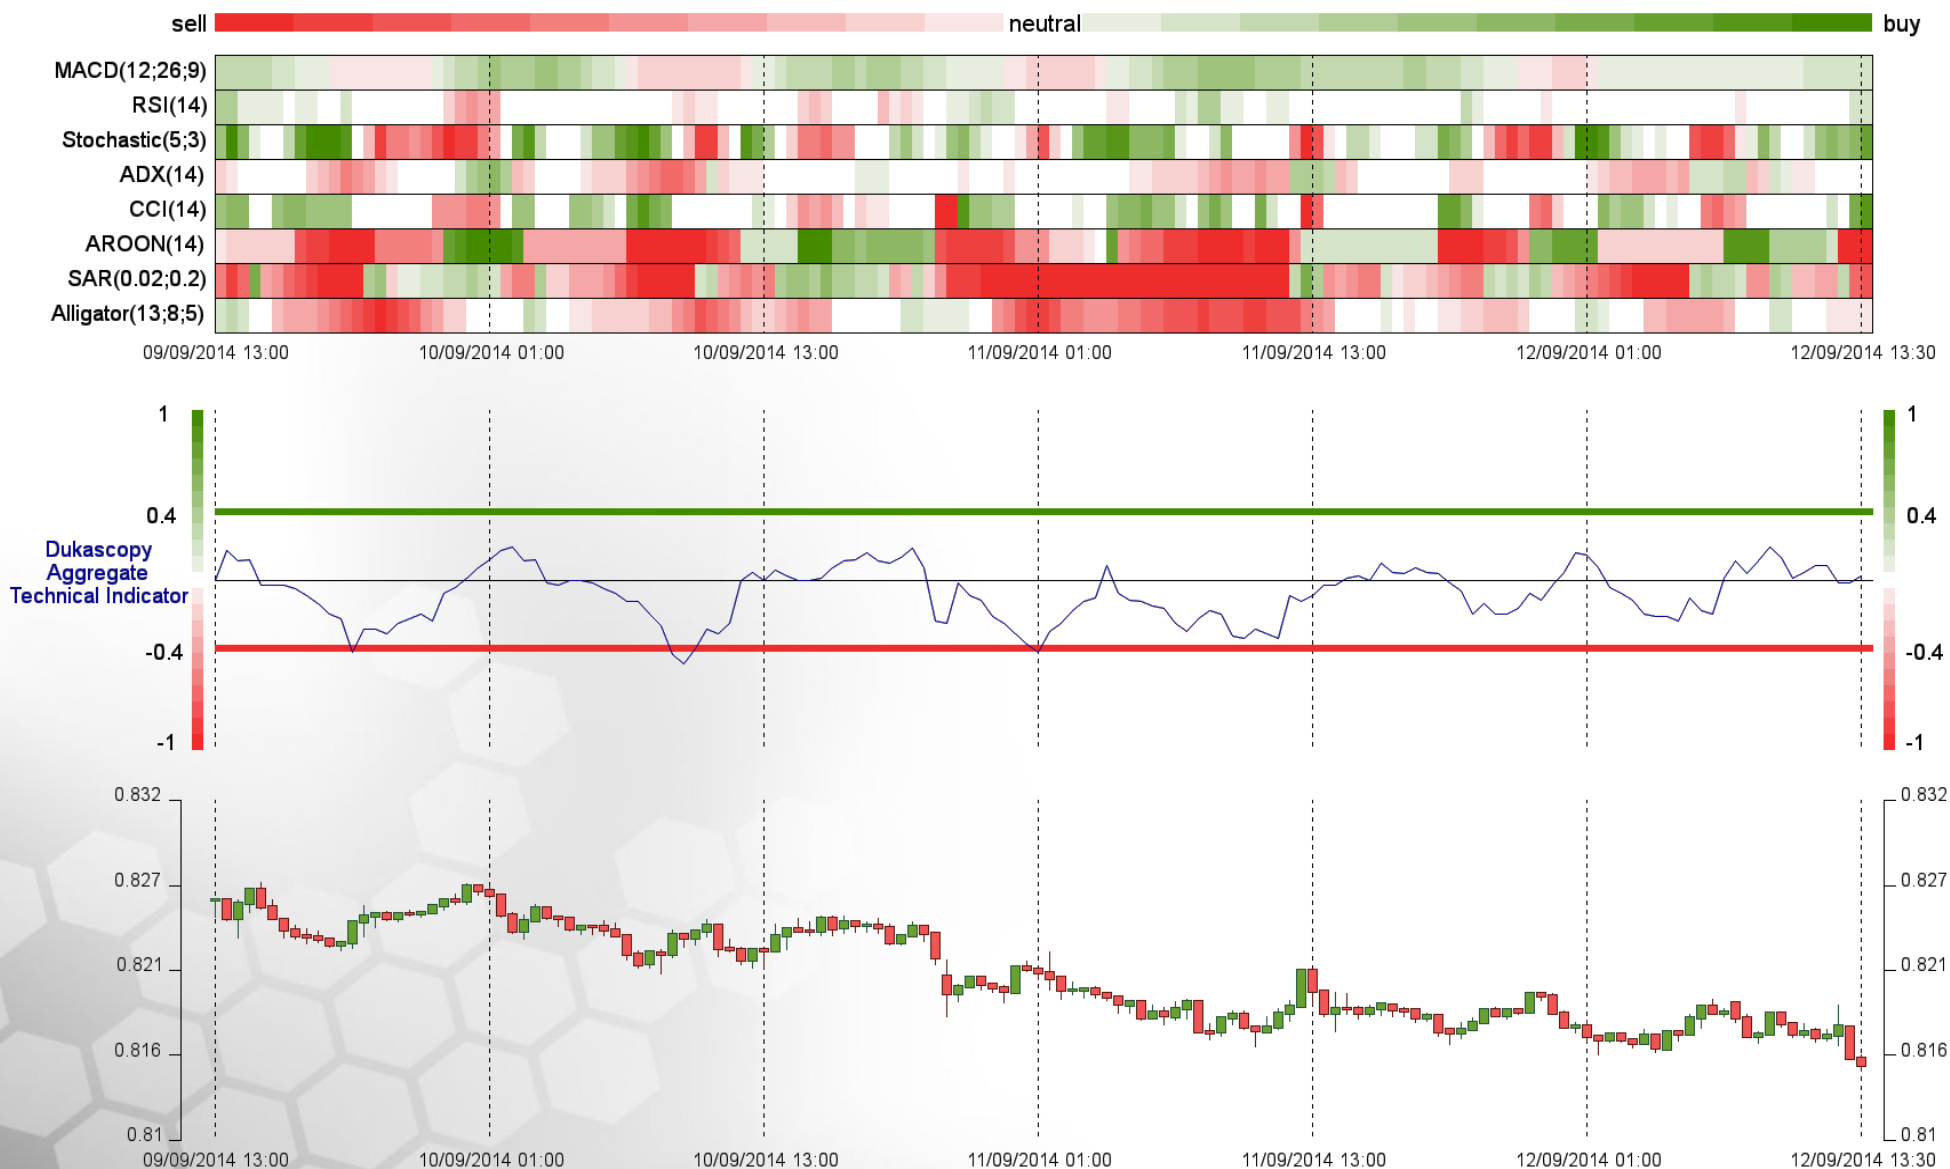 sell neutral buy
MACD(12;26;9)
RSI(14)
Stochastic(5;3)
ADX(14)
CCI(14)
AROON(14)
SAR(0.02;0.2)
Alligator(13;8;5)
09/09/2014 13:00 10/09/2014 01:00 10/09/2014 13:00 11/09/2014 01:00 11/09/2014 13:00 12/09/2014 01:00 12/09/2014 13:30
1 1
0.4 0.4
Dukascopy
Aggregate
Technical Indicator
-0.4 -0.4
-1 -1
0.832 0.832
0.827 0.827
0.821 0.821
0.816 0.816
0.81 0.81
09/09/2014 13:00 10/09/2014 01:00 10/09/2014 13:00 11/09/2014 01:00 11/09/2014 13:00 12/09/2014 01:00 12/09/2014 13:30